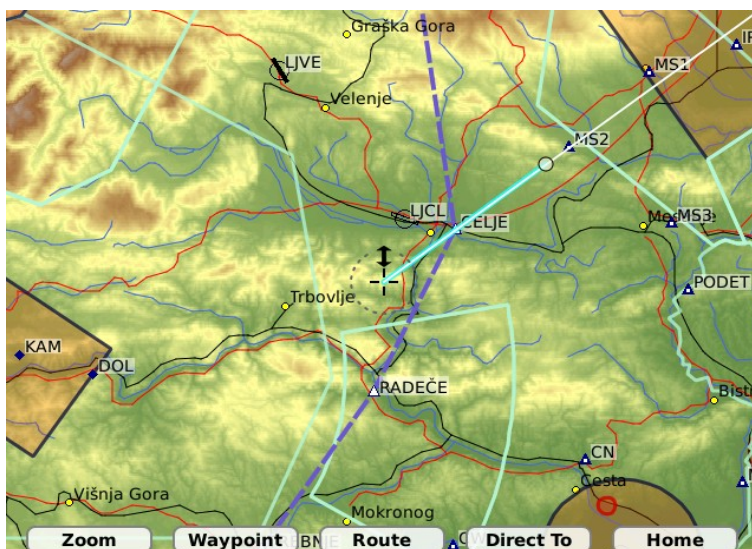 Graška Gora
LJVE
MS1
Velenje
MS2
LJCL
CELJE
MS3
Trbovlje
PODET
KAM
DOL
RADEČE
CN
Cesta
Višnja Gora
Mokronog
Zoom
Waypoint
Route
Direct To
Home